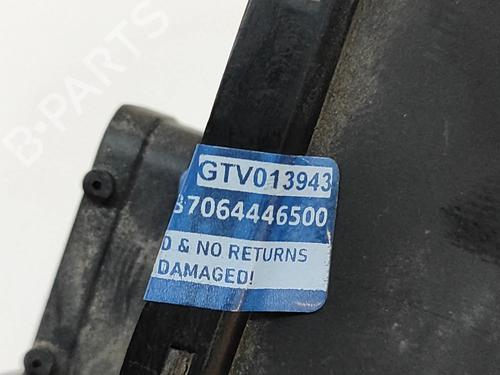 B-PARTS
GTV013943
37064446500
D & NO RETURNS
DAMAGED!